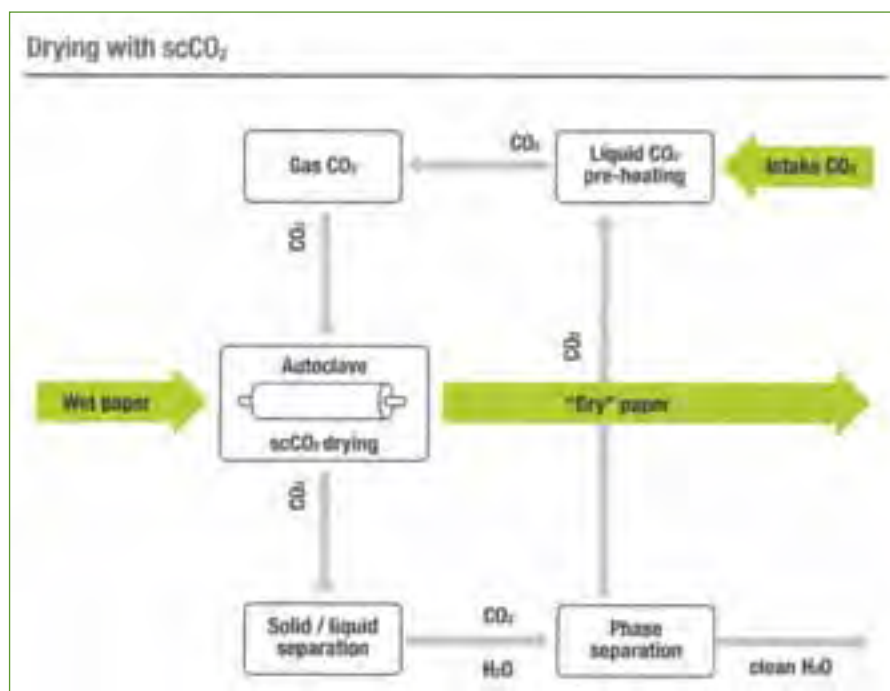 Drying with scCO₂
Gas CO₂
CO₂
Liquid CO₂
pre-heating
Intake CO₂
CO₂
Wet paper
Autoclave
scCO₂ drying
CO₂
"Dry" paper
CO₂
Solid / liquid
separation
CO₂
H₂O
Phase
separation
clean H₂O